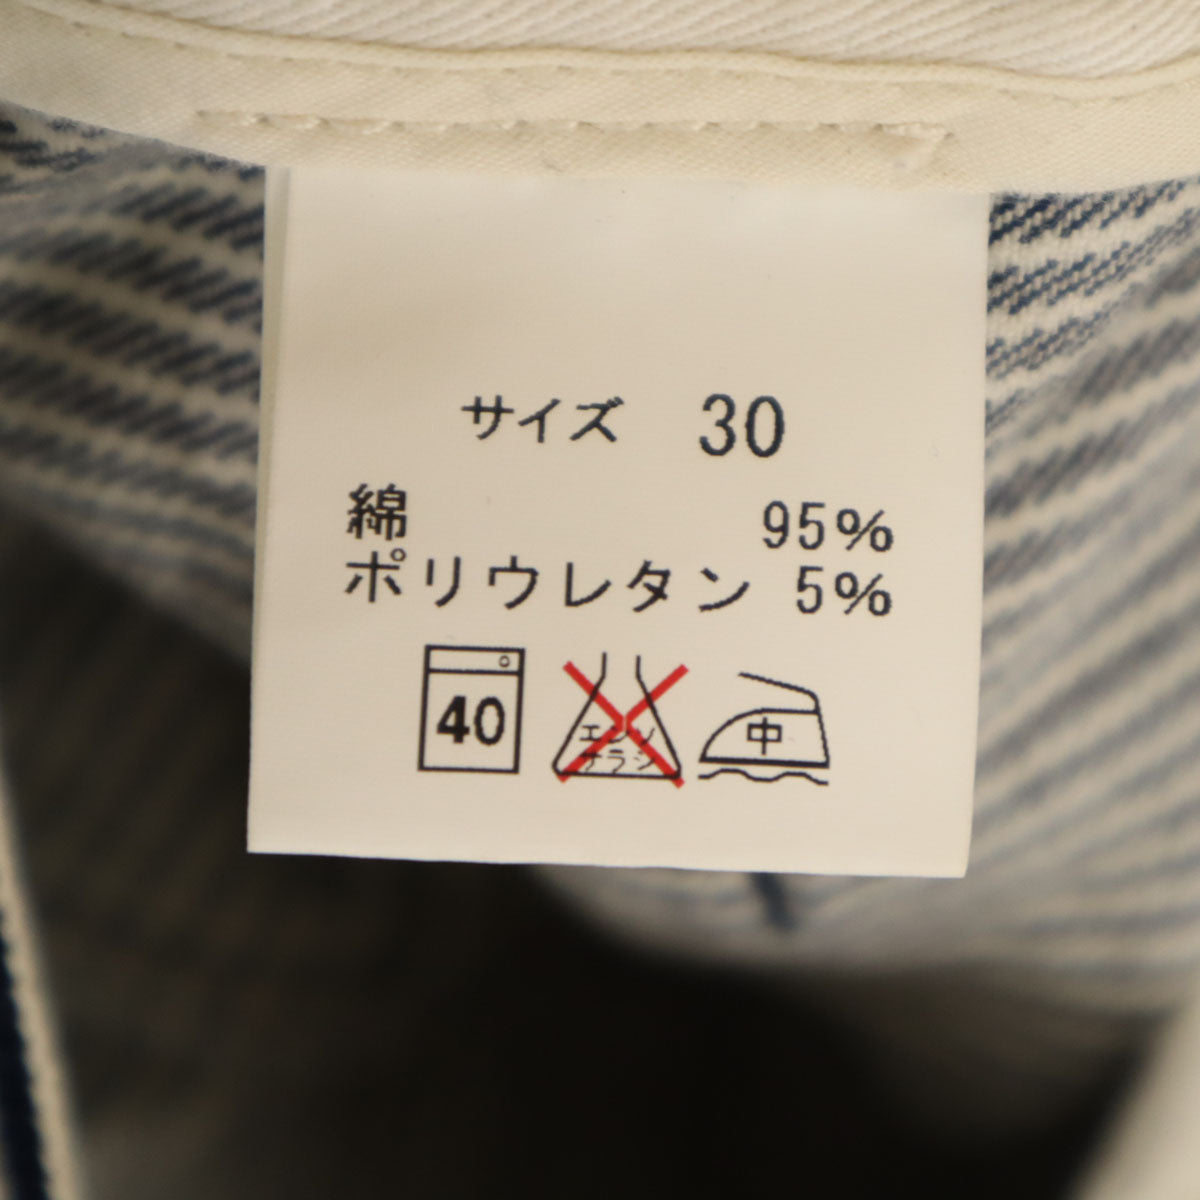 サイズ 30
綿 95%
ポリウレタン 5%
40 エンソ 中
サラシ